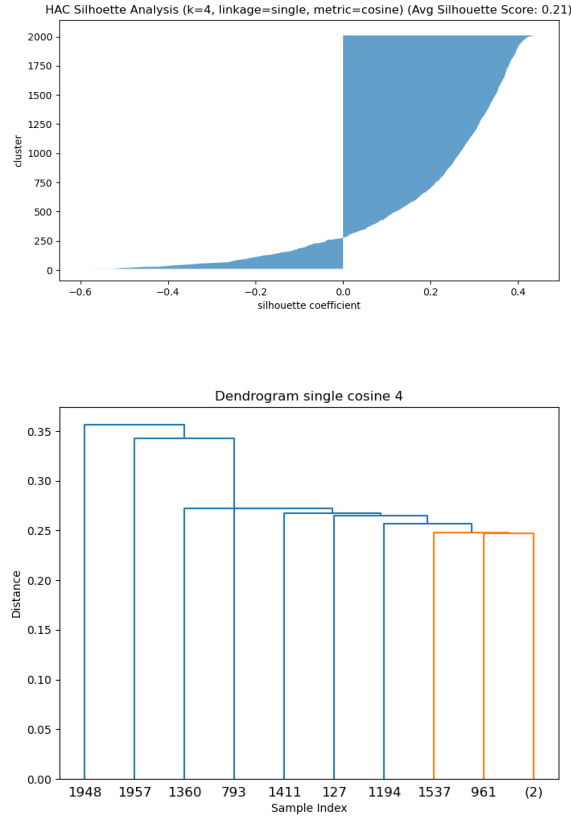 HAC Silhoette Analysis (k=4, linkage=single, metric=cosine) (Avg Silhouette Score: 0.21)
2000
1750
1500
1250
1000
750
500
250
0
cluster
−0.6 −0.4 −0.2 0.0 0.2 0.4
silhouette coefficient
Dendrogram single cosine 4
0.35
0.30
0.25
0.20
0.15
0.10
0.05
0.00
Distance
1948 1957 1360 793 1411 127 1194 1537 961 (2)
Sample Index